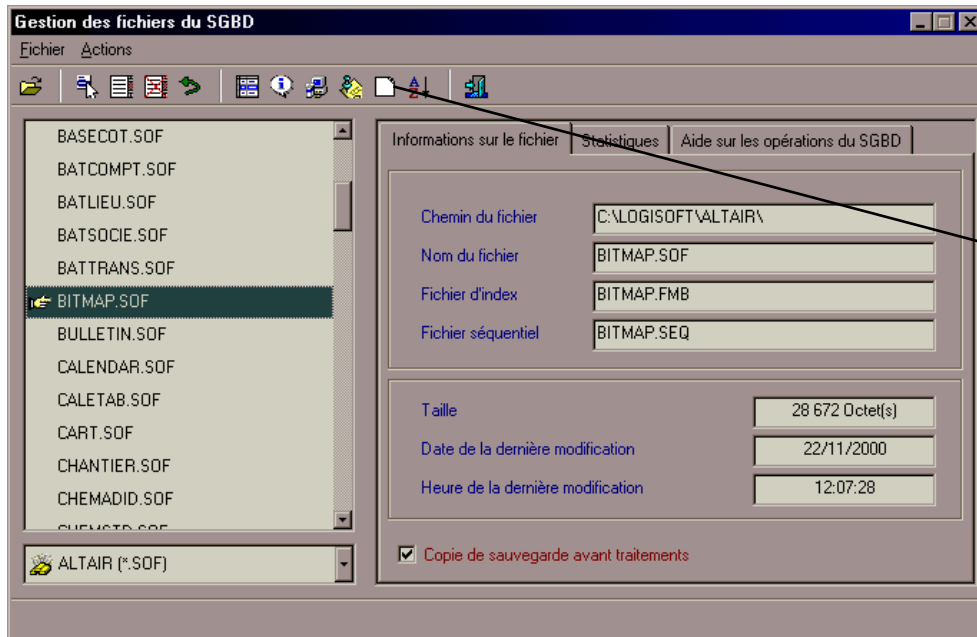 Gestion des fichiers du SGBD
Fichier Actions
BASECOT.SOF
BATCOMPT.SOF
BATLIEU.SOF
BATSOCIE.SOF
BATTRANS.SOF
BITMAP.SOF
BULLETIN.SOF
CALENDAR.SOF
CALETAB.SOF
CART.SOF
CHANTIER.SOF
CHEMADID.SOF
CHEMSTD.SOF
ALTAIR (*.SOF)
Informations sur le fichier Statistiques Aide sur les opérations du SGBD
Chemin du fichier C:\LOGISOFT\ALTAIR\
Nom du fichier BITMAP.SOF
Fichier d'index BITMAP.FMB
Fichier séquentiel BITMAP.SEQ
Taille 28 672 Octet(s)
Date de la dernière modification 22/11/2000
Heure de la dernière modification 12:07:28
Copie de sauvegarde avant traitements